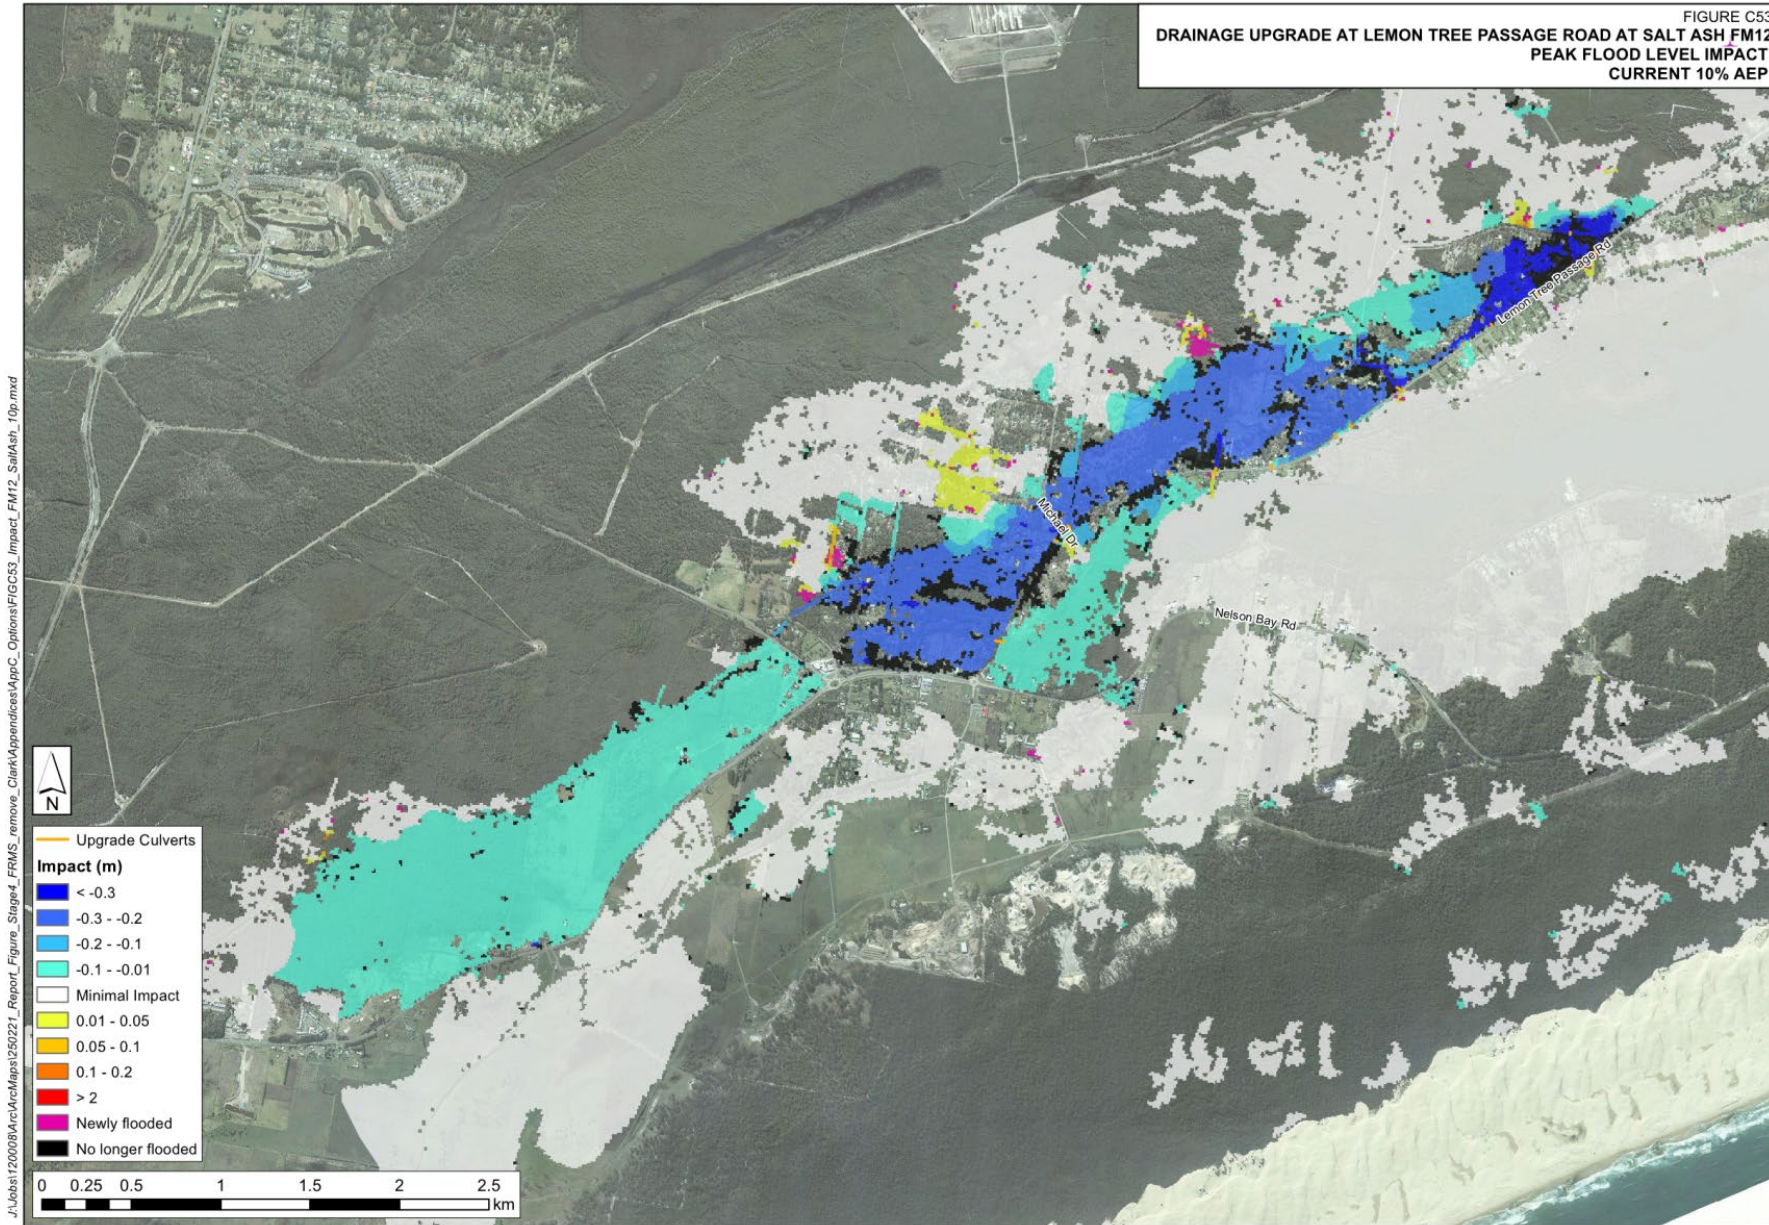 FIGURE C53
DRAINAGE UPGRADE AT LEMON TREE PASSAGE ROAD AT SALT ASH FM12
PEAK FLOOD LEVEL IMPACT
CURRENT 10% AEP
Lemon Tree Passage Rd
Michael Dr
Nelson Bay Rd
J:\Jobs\120008\Arc\ArcMaps\250221_Report_Figure_Stage4_FRMS_remove_Clark\Appendices\AppC_Options\FIGC53_Impact_FM12_SaltAsh_10p.mxd
N
Upgrade Culverts
Impact (m)
< -0.3
-0.3 - -0.2
-0.2 - -0.1
-0.1 - -0.01
Minimal Impact
0.01 - 0.05
0.05 - 0.1
0.1 - 0.2
> 2
Newly flooded
No longer flooded
0 0.25 0.5 1 1.5 2 2.5
km